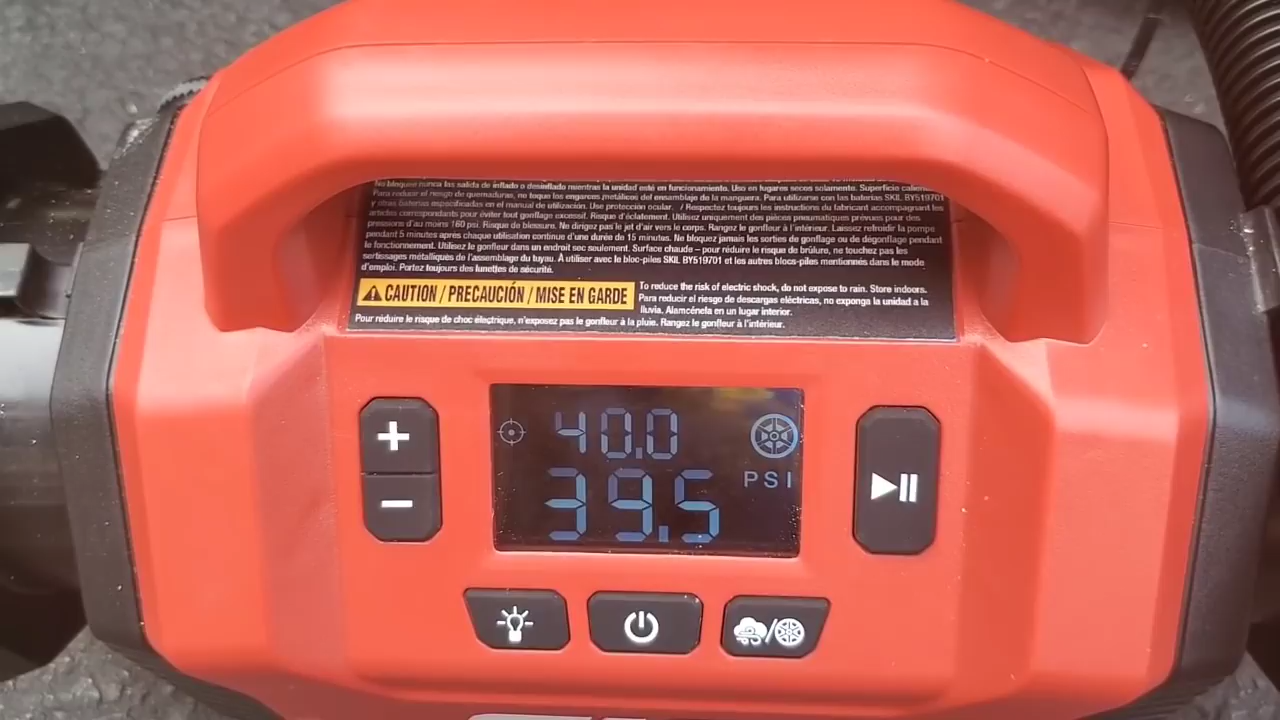 No bloquee nunca las salida de inflado o desinflado mientras la unidad esté en funcionamiento. Uso en lugares secos solamente. Superficie caliente
Para reducir el riesgo de quemaduras, no toque los engarces metálicos del ensamblaje de la manguera. Para utilizarse con las baterías SKIL BY519701
y otras baterías especificadas en el manual de utilización. Use protección ocular. / Respectez toujours les instructions du fabricant accompagnant les
articles correspondants pour éviter tout gonflage excessif. Risque d'éclatement. Utilisez uniquement des pièces pneumatiques prévues pour des
pressions d'au moins 160 psi. Risque de blessure. Ne dirigez pas le jet d'air vers le corps. Rangez le gonfleur à l'intérieur. Laissez refroidir la pompe
pendant 5 minutes après chaque utilisation continue d'une durée de 15 minutes. Ne bloquez jamais les sorties de gonflage ou de dégonflage pendant
le fonctionnement. Utilisez le gonfleur dans un endroit sec seulement. Surface chaude – pour réduire le risque de brûlure, ne touchez pas les
sertissages métalliques de l'assemblage du tuyau. À utiliser avec le bloc-piles SKIL BY519701 et les autres blocs-piles mentionnés dans le mode
d'emploi. Portez toujours des lunettes de sécurité.
CAUTION / PRECAUCIÓN / MISE EN GARDE
To reduce the risk of electric shock, do not expose to rain. Store indoors.
Para reducir el riesgo de descargas eléctricas, no exponga la unidad a la
lluvia. Alamcénela en un lugar interior.
Pour réduire le risque de choc électrique, n'exposez pas le gonfleur à la pluie. Rangez le gonfleur à l'intérieur.
40.0
PSI
39.5